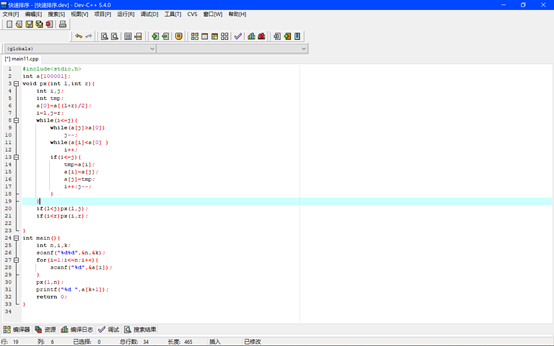 快速排序 - [快速排序.dev] - Dev-C++ 5.4.0
文件[F] 编辑[E] 搜索[S] 视图[V] 项目[P] 运行[R] 调试[D] 工具[T] CVS 窗口[W] 帮助[H]
(globals)
[*] main11.cpp
1 #include<stdio.h>
2 int a[100001];
3 void px(int l,int r){
4 int i,j;
5 int tmp;
6 a[0]=a[(l+r)/2];
7 i=l,j=r;
8 while(i<=j){
9 while(a[j]>a[0])
10 j--;
11 while(a[i]<a[0] )
12 i++;
13 if(i<=j){
14 tmp=a[i];
15 a[i]=a[j];
16 a[j]=tmp;
17 i++;j--;
18 }
19 }
20 if(l<j)px(l,j);
21 if(i<r)px(i,r);
22
23 }
24 int main(){
25 int n,i,k;
26 scanf("%d%d",&n,&k);
27 for(i=1;i<=n;i++){
28 scanf("%d",&a[i]);
29 }
30 px(1,n);
31 printf("%d ",a[k+1]);
32 return 0;
33 }
34
编译器 资源 编译日志 调试 搜索结果
行: 19 列: 6 已选择: 0 总行数: 34 长度: 465 插入 已修改